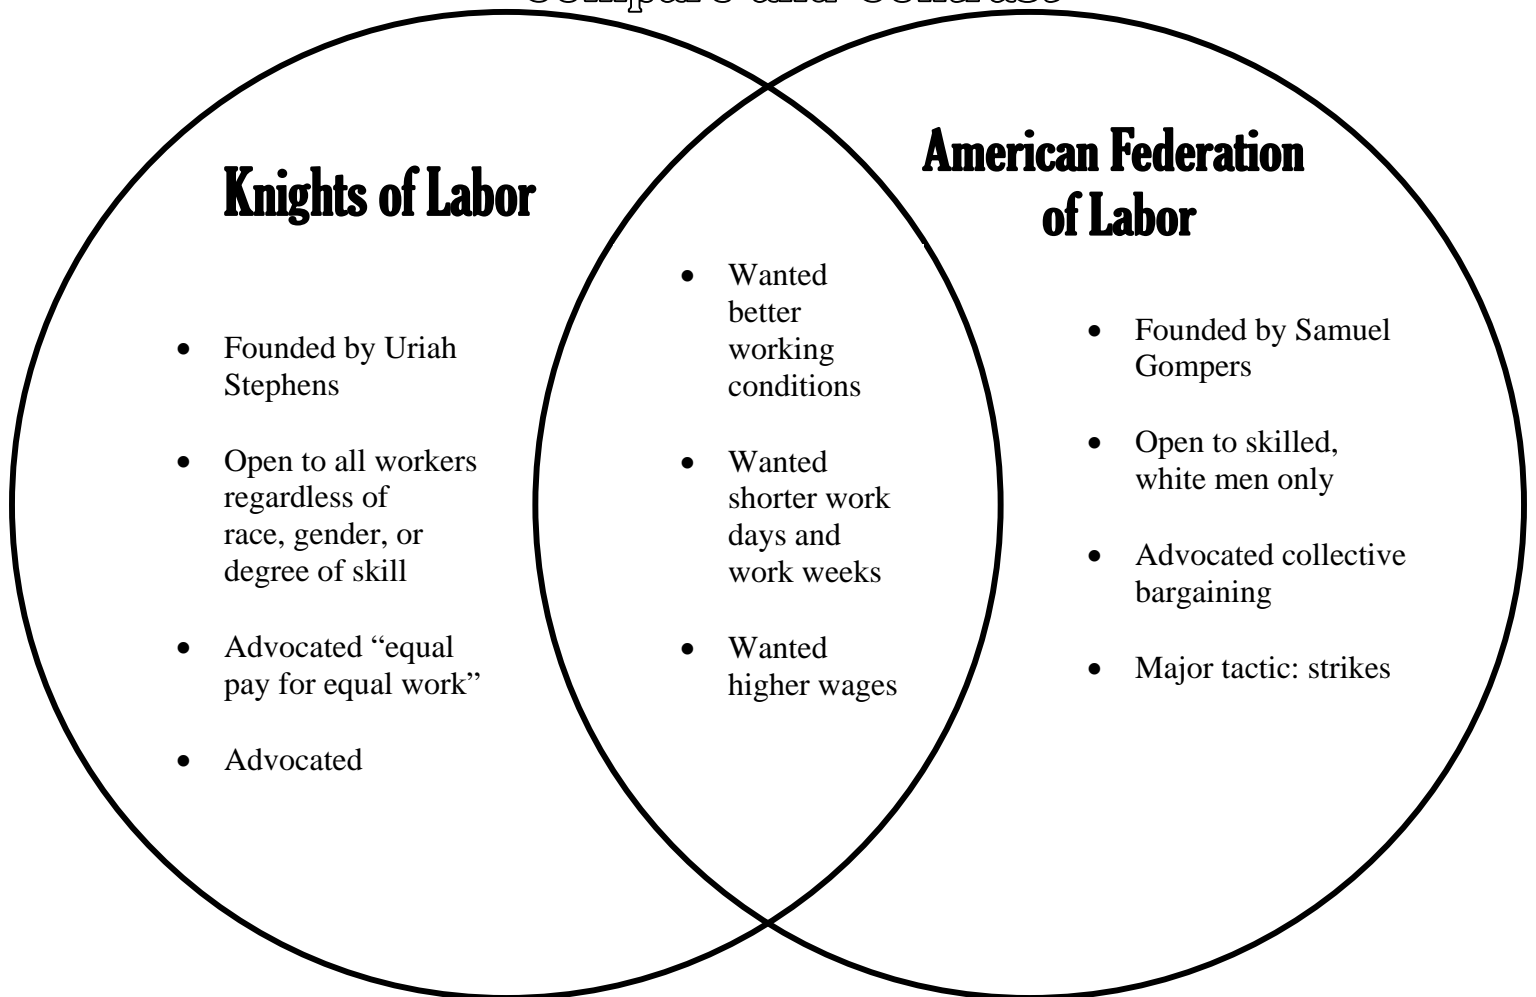 Compare and Contrast
Knights of Labor
• Founded by Uriah
Stephens
• Open to all workers
regardless of
race, gender, or
degree of skill
• Advocated “equal
pay for equal work”
• Advocated
• Wanted
better
working
conditions
• Wanted
shorter work
days and
work weeks
• Wanted
higher wages
American Federation
of Labor
• Founded by Samuel
Gompers
• Open to skilled,
white men only
• Advocated collective
bargaining
• Major tactic: strikes